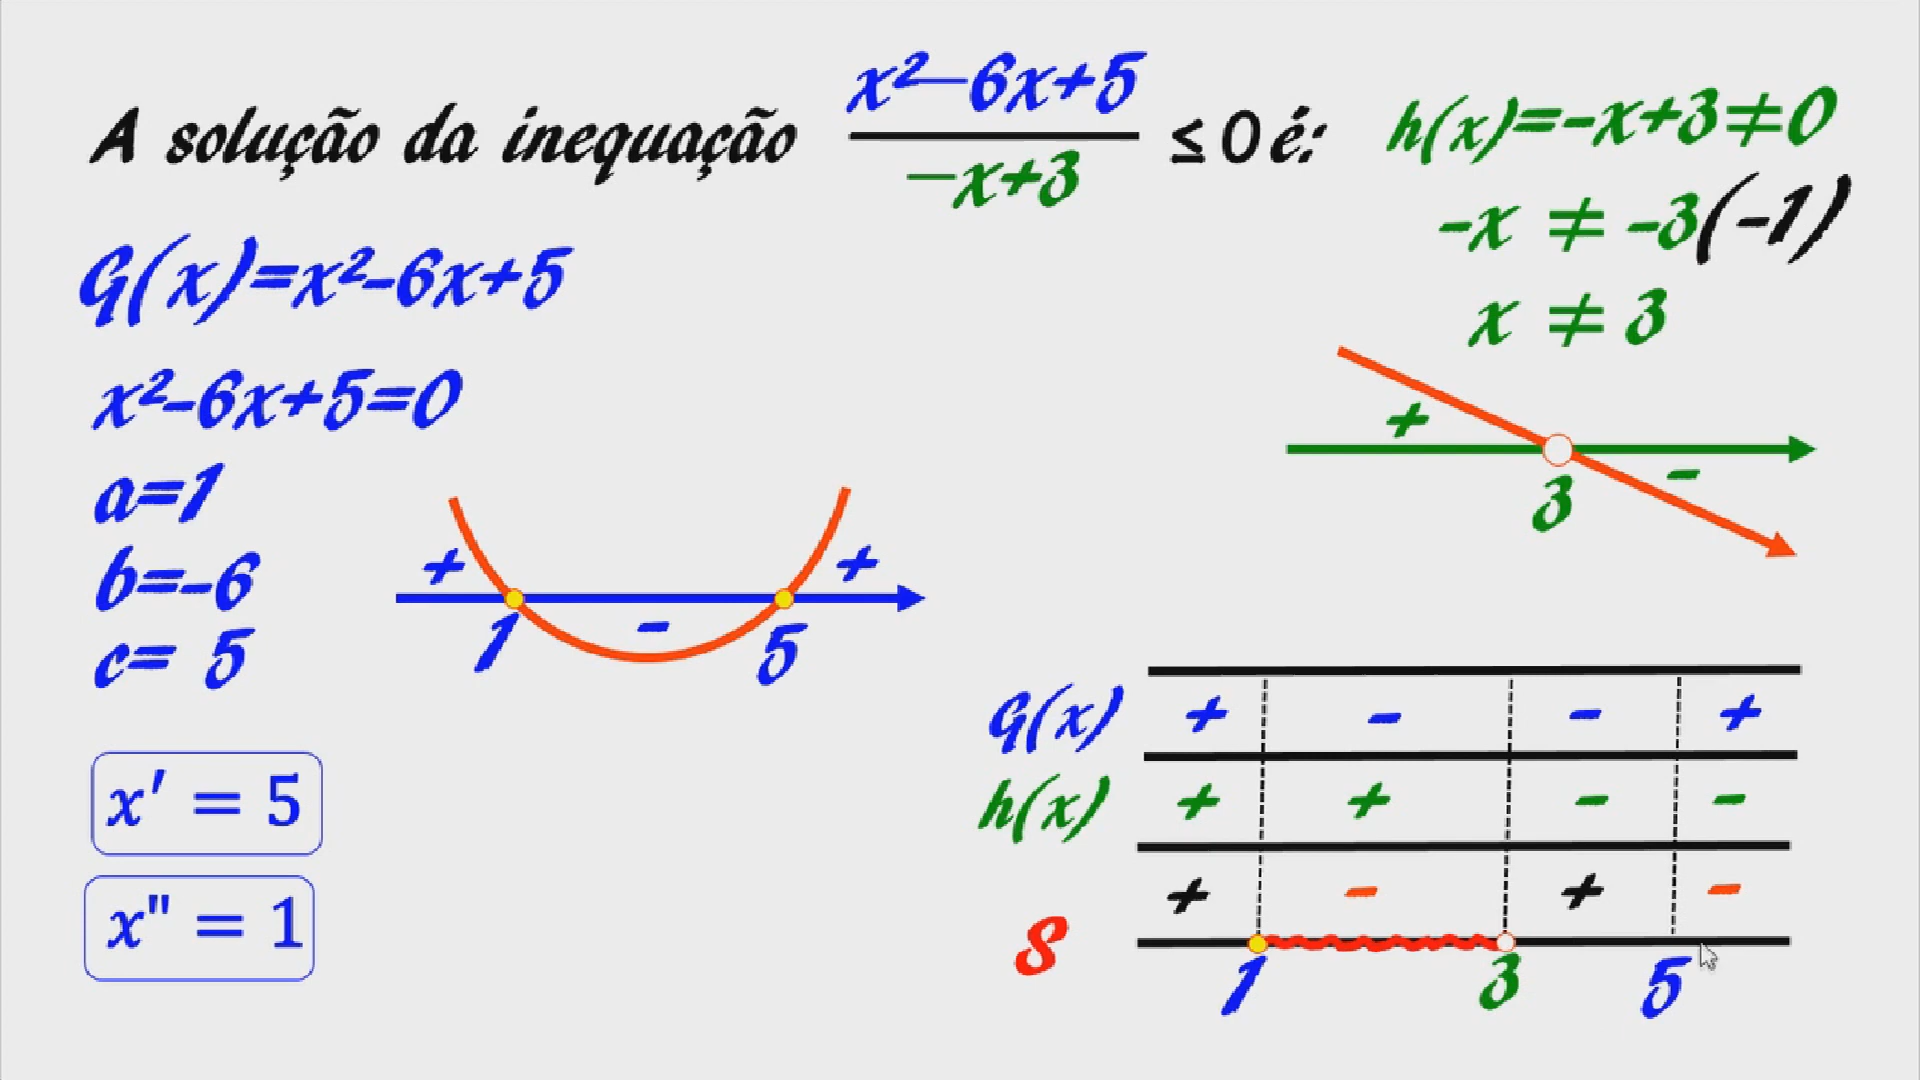 A solução da inequação x²−6x+5 / −x+3 ≤ 0 é:
h(x)=-x+3≠0
-x ≠ -3(-1)
x ≠ 3
G(x)=x²-6x+5
x²-6x+5=0
a=1
b=-6
c= 5
x' = 5
x" = 1
+ - +
1 5
+ -
3
G(x) + - - +
h(x) + + - -
+ - + -
S
1 3 5